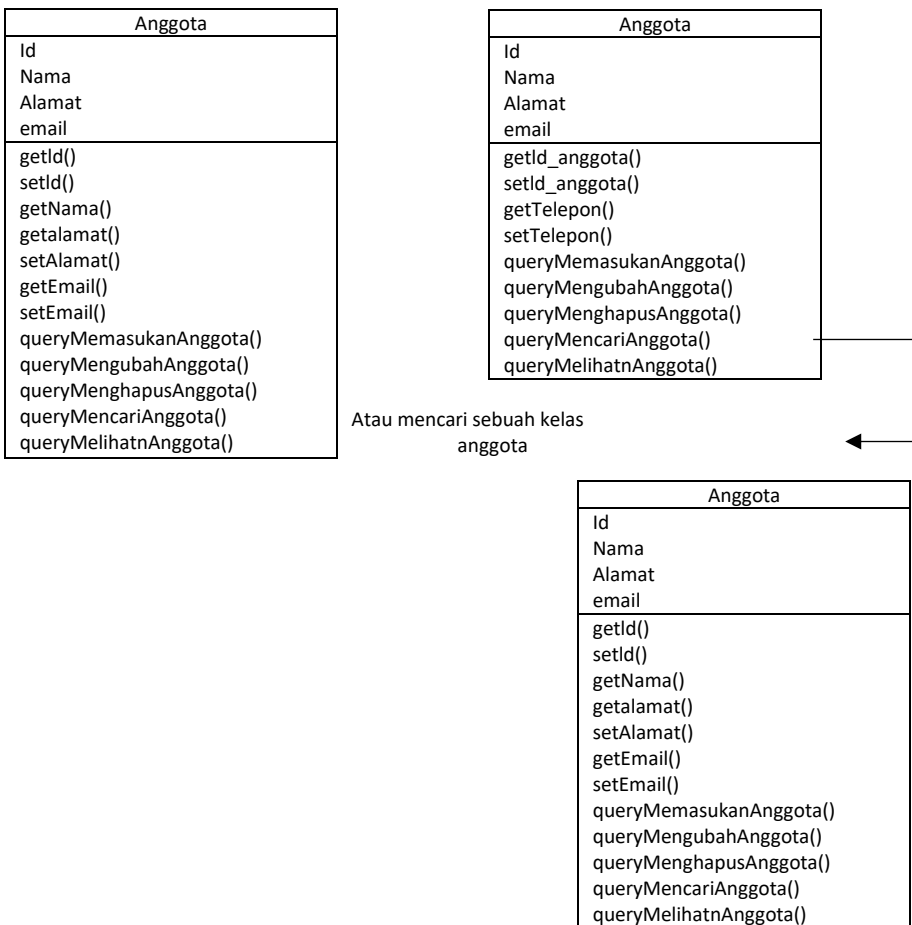 Anggota
Id
Nama
Alamat
email
getId()
setId()
getNama()
getalamat()
setAlamat()
getEmail()
setEmail()
queryMemasukanAnggota()
queryMengubahAnggota()
queryMenghapusAnggota()
queryMencariAnggota()
queryMelihatnAnggota()
Anggota
Id
Nama
Alamat
email
getId_anggota()
setId_anggota()
getTelepon()
setTelepon()
queryMemasukanAnggota()
queryMengubahAnggota()
queryMenghapusAnggota()
queryMencariAnggota()
queryMelihatnAnggota()
Atau mencari sebuah kelas
anggota
Anggota
Id
Nama
Alamat
email
getId()
setId()
getNama()
getalamat()
setAlamat()
getEmail()
setEmail()
queryMemasukanAnggota()
queryMengubahAnggota()
queryMenghapusAnggota()
queryMencariAnggota()
queryMelihatnAnggota()